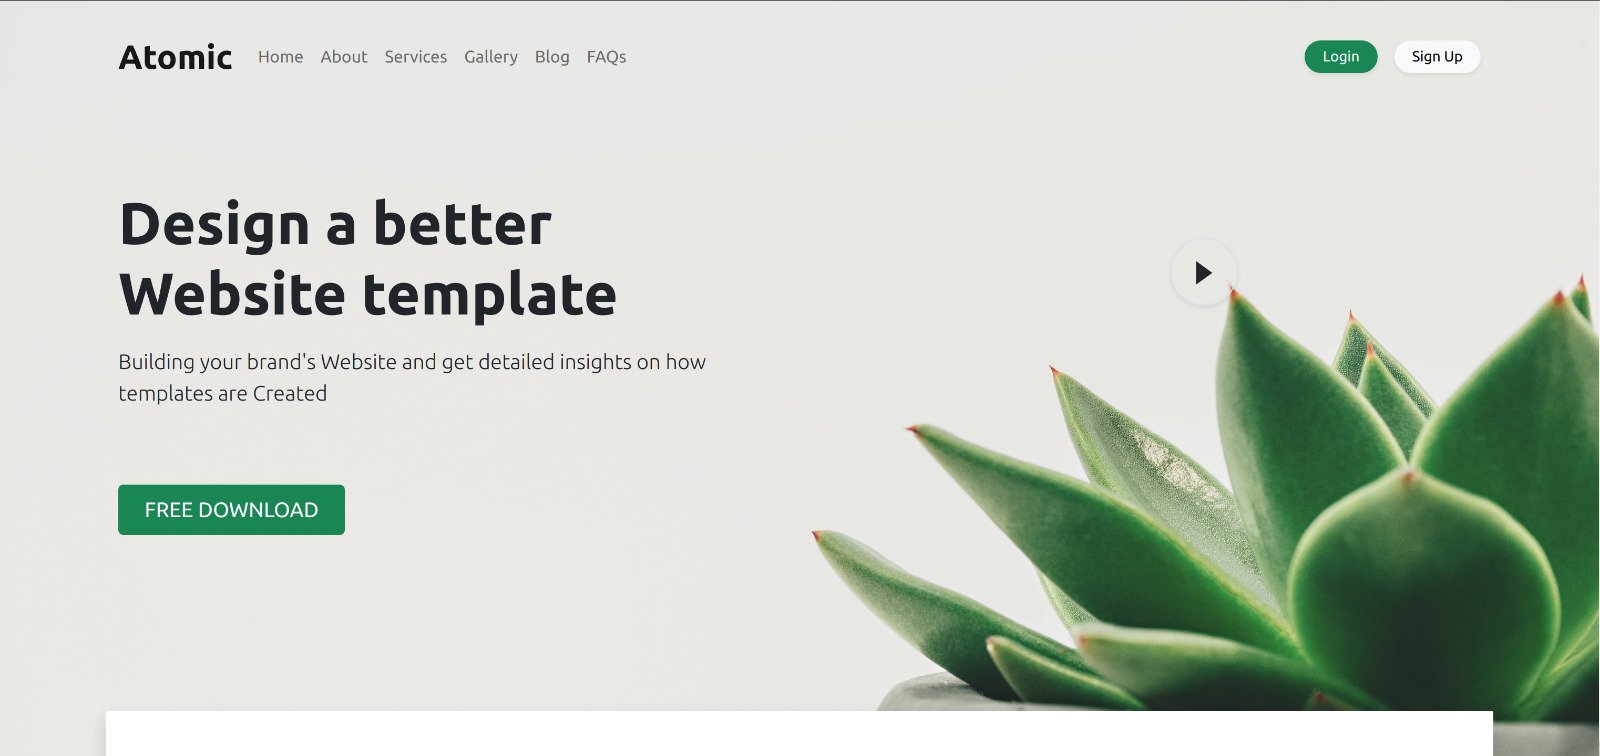 Atomic
Home About Services Gallery Blog FAQs
Login Sign Up
Design a better
Website template
Building your brand's Website and get detailed insights on how
templates are Created
FREE DOWNLOAD